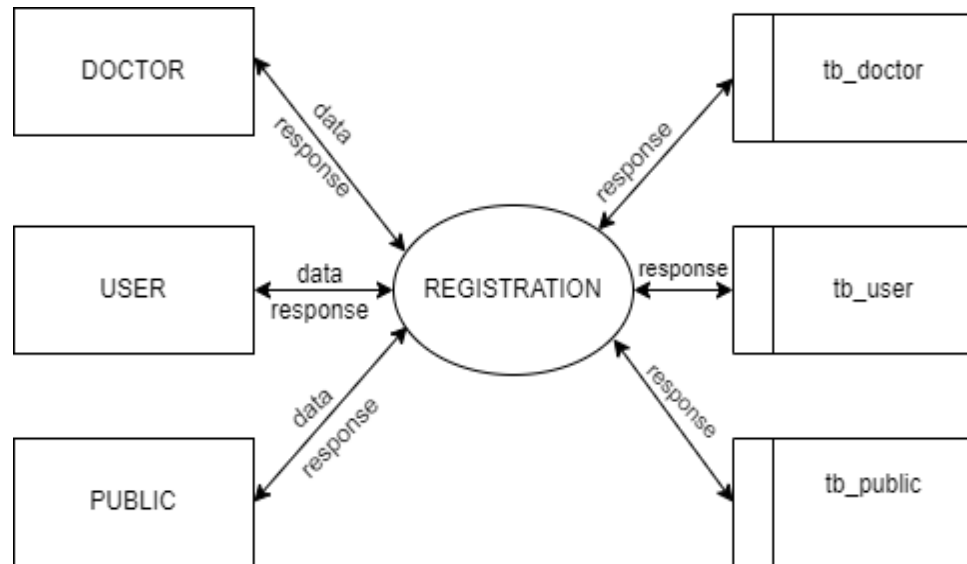 DOCTOR
tb_doctor
data
response
response
USER
data
response
REGISTRATION
response
tb_user
data
response
response
PUBLIC
tb_public